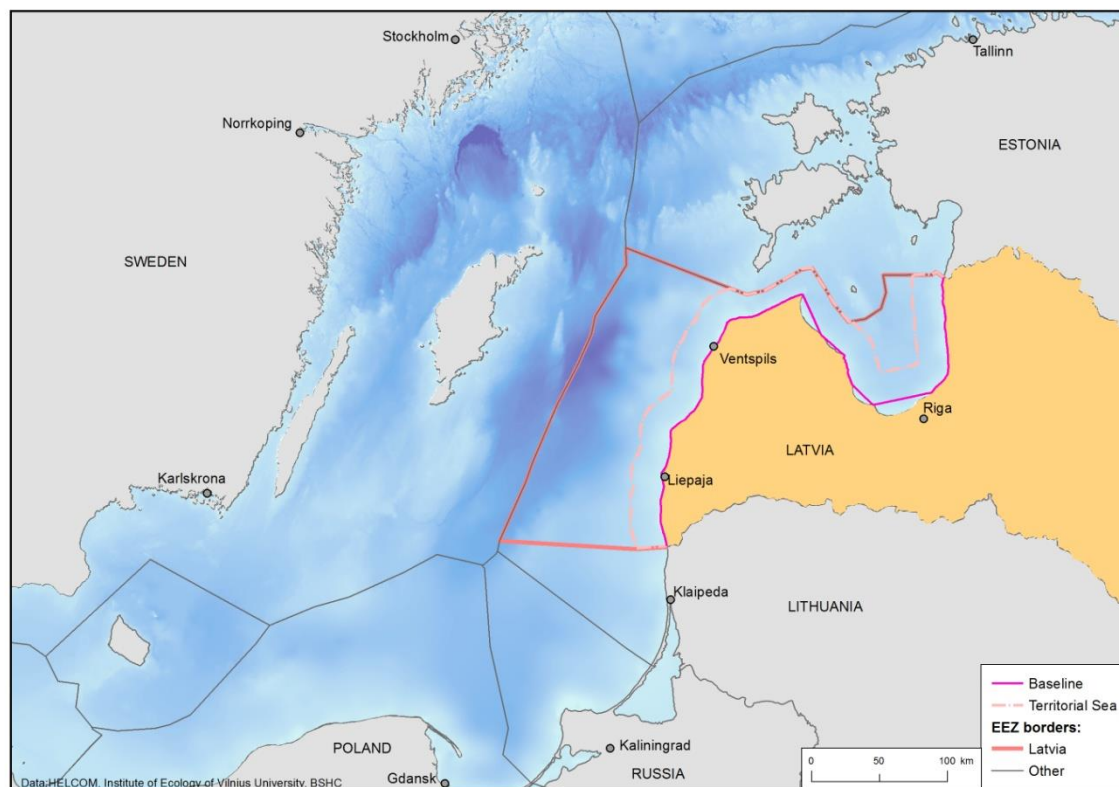 Stockholm
Tallinn
Norrkoping
ESTONIA
SWEDEN
Ventspils
Riga
LATVIA
Liepaja
Karlskrona
Klaipeda
LITHUANIA
Baseline
Territorial Sea
EEZ borders:
Latvia
Other
POLAND
Kaliningrad
Gdansk
RUSSIA
0 50 100 km
Data:HELCOM, Institute of Ecology of Vilnius University, BSHC